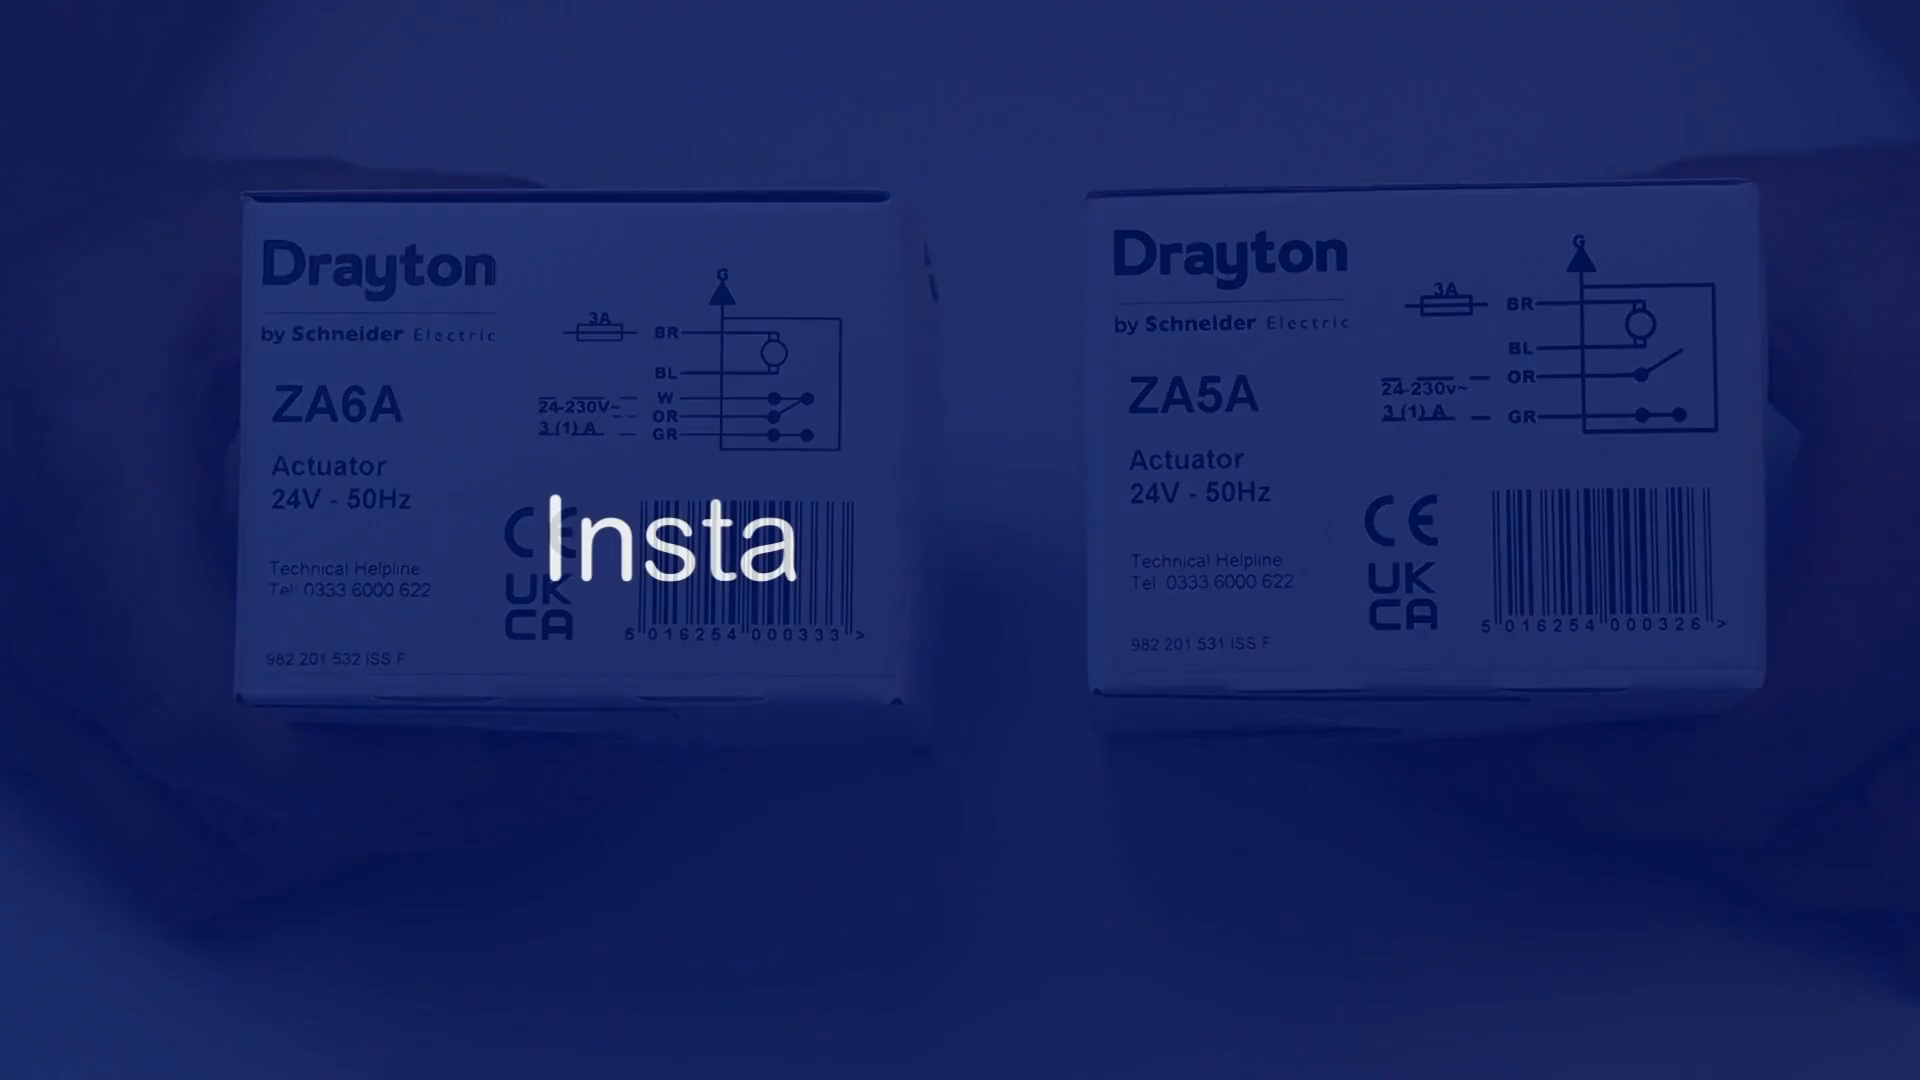 Drayton
by Schneider Electric
ZA6A
Actuator
24V - 50Hz
Technical Helpline
Tel: 0333 6000 622
982 201 532 ISS F
G
3A
BR
BL
W
24-230V~
OR
3 (1) A
GR
CE
UK
CA
5 016254 000333 >
Insta
Drayton
by Schneider Electric
ZA5A
Actuator
24V - 50Hz
Technical Helpline
Tel: 0333 6000 622
982 201 531 ISS F
G
3A
BR
BL
OR
24-230v~
3 (1) A
GR
CE
UK
CA
5 016254 000326 >